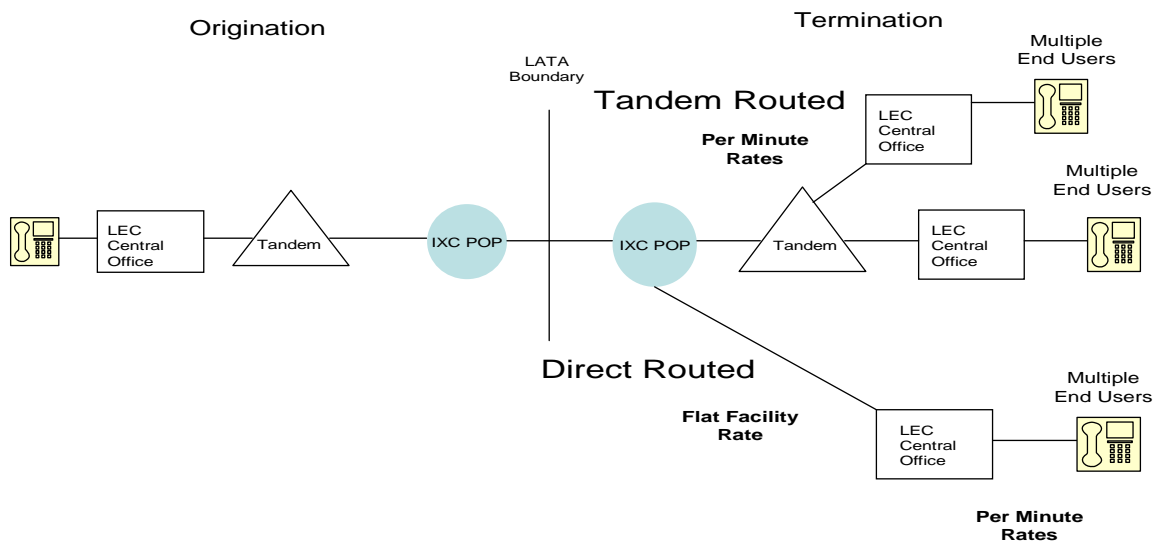 Origination
Termination
LATA
Boundary
Multiple
End Users
Tandem Routed
Per Minute
Rates
LEC
Central
Office
Multiple
End Users
LEC
Central
Office
Tandem
IXC POP
IXC POP
Tandem
LEC
Central
Office
Direct Routed
Flat Facility
Rate
Multiple
End Users
LEC
Central
Office
Per Minute
Rates